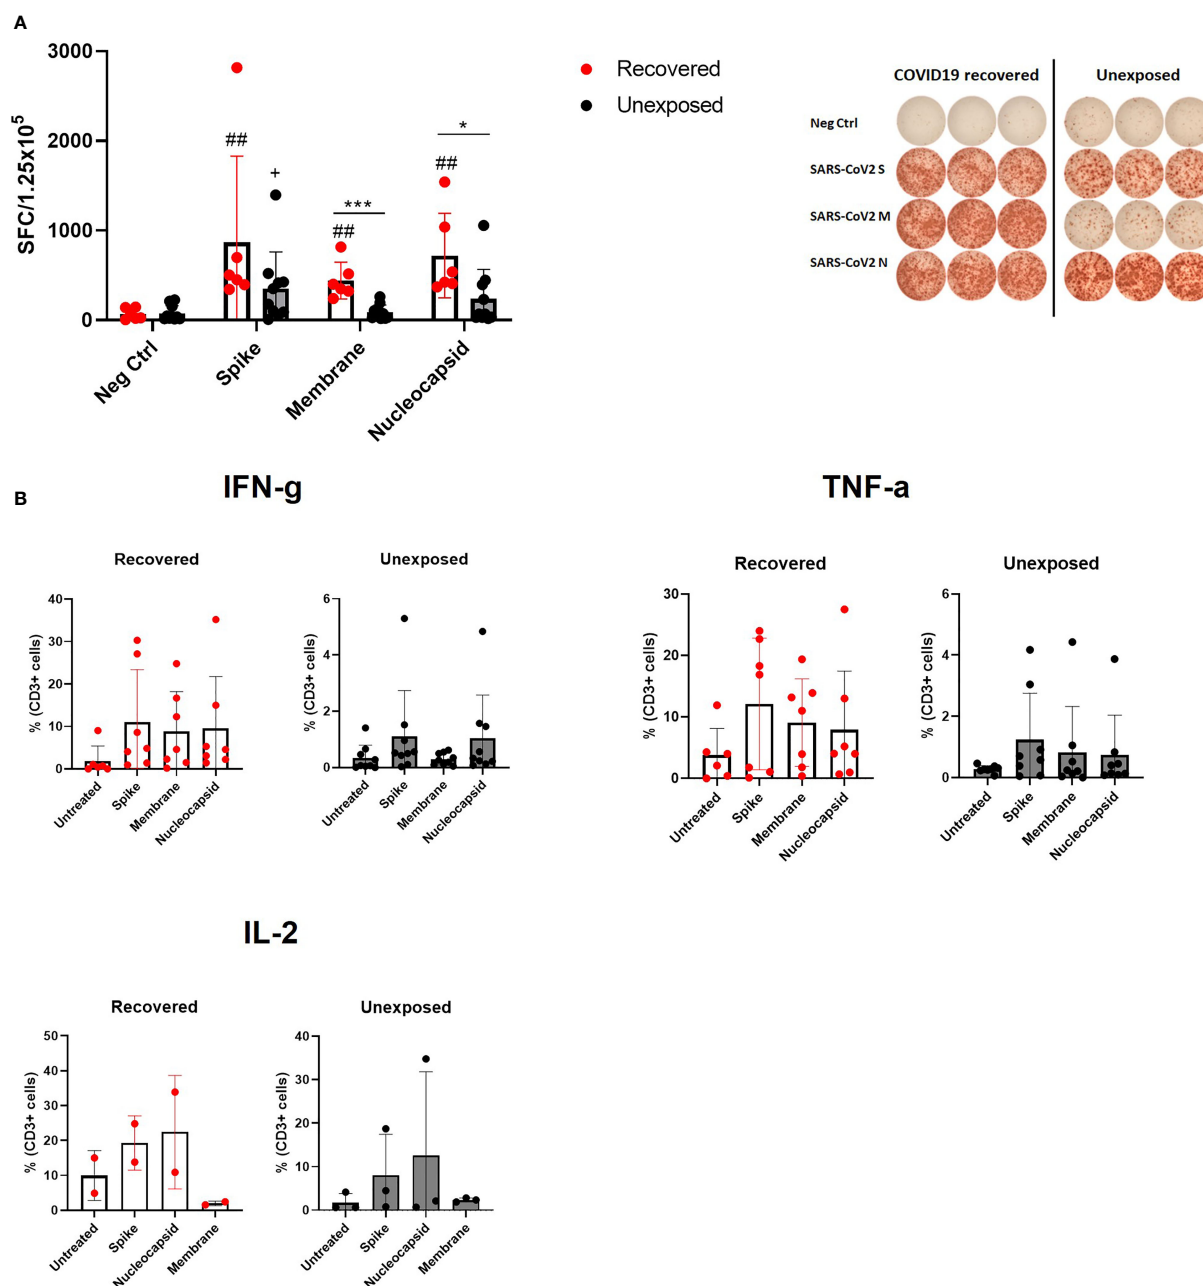 A
SFC/1.25x10⁵
3000
2000
1000
0
##
+
***
##
*
##
Neg Ctrl
Spike
Membrane
Nucleocapsid
Recovered
Unexposed
COVID19 recovered
Unexposed
Neg Ctrl
SARS-CoV2 S
SARS-CoV2 M
SARS-CoV2 N
B
IFN-g
Recovered
% (CD3+ cells)
40
30
20
10
0
Untreated
Spike
Membrane
Nucleocapsid
Unexposed
% (CD3+ cells)
6
4
2
0
Untreated
Spike
Membrane
Nucleocapsid
TNF-a
Recovered
% (CD3+ cells)
30
20
10
0
Untreated
Spike
Membrane
Nucleocapsid
Unexposed
% (CD3+ cells)
6
4
2
0
Untreated
Spike
Membrane
Nucleocapsid
IL-2
Recovered
% (CD3+ cells)
50
40
30
20
10
0
Untreated
Spike
Nucleocapsid
Membrane
Unexposed
% (CD3+ cells)
40
30
20
10
0
Untreated
Spike
Nucleocapsid
Membrane